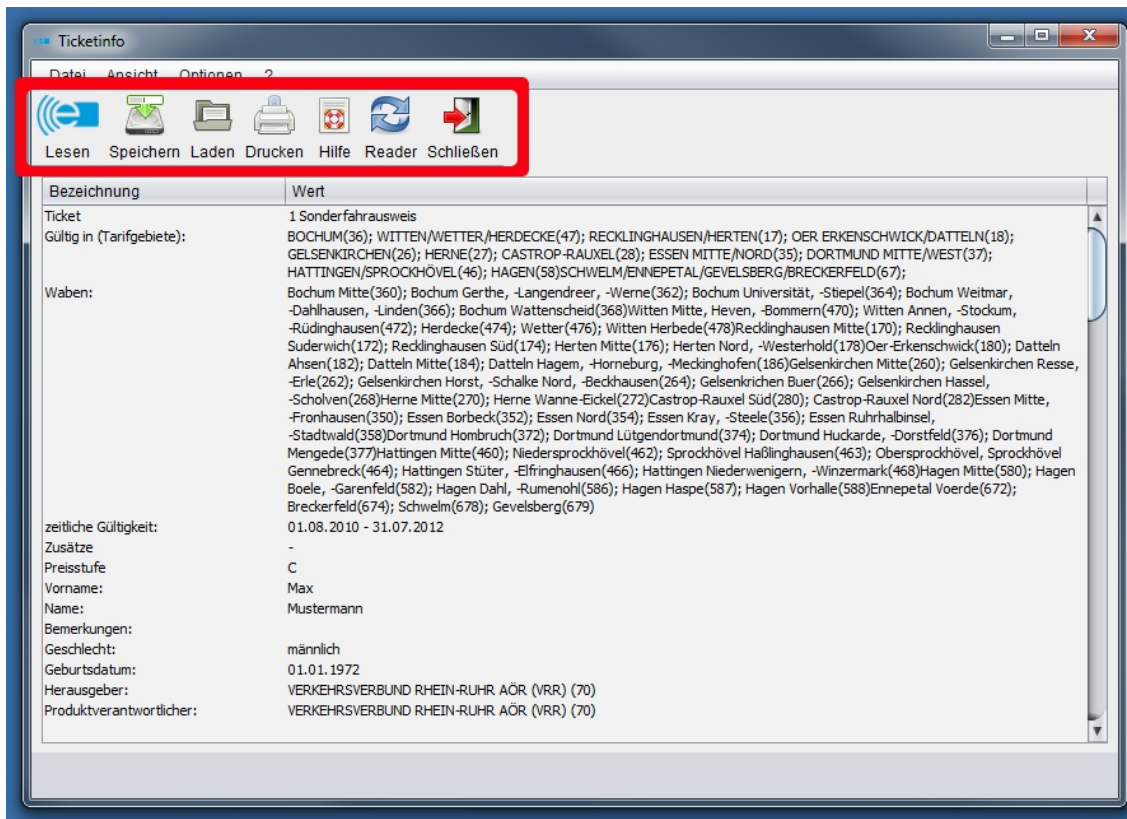 Ticketinfo
Datei Ansicht Optionen ?
Lesen Speichern Laden Drucken Hilfe Reader Schließen
Bezeichnung Wert
Ticket 1 Sonderfahrausweis
Gültig in (Tarifgebiete): BOCHUM(36); WITTEN/WETTER/HERDECKE(47); RECKLINGHAUSEN/HERTEN(17); OER ERKENSCHWICK/DATTELN(18);
GELSENKIRCHEN(26); HERNE(27); CASTROP-RAUXEL(28); ESSEN MITTE/NORD(35); DORTMUND MITTE/WEST(37);
HATTINGEN/SPROCKHÖVEL(46); HAGEN(58)SCHWELM/ENNEPETAL/GEVELSBERG/BRECKERFELD(67);
Waben: Bochum Mitte(360); Bochum Gerthe, -Langendreer, -Werne(362); Bochum Universität, -Stiepel(364); Bochum Weitmar,
-Dahlhausen, -Linden(366); Bochum Wattenscheid(368)Witten Mitte, Heven, -Bommern(470); Witten Annen, -Stockum,
-Rüdinghausen(472); Herdecke(474); Wetter(476); Witten Herbede(478)Recklinghausen Mitte(170); Recklinghausen
Suderwich(172); Recklinghausen Süd(174); Herten Mitte(176); Herten Nord, -Westerhold(178)Oer-Erkenschwick(180); Datteln
Ahsen(182); Datteln Mitte(184); Datteln Hagem, -Horneburg, -Meckinghofen(186)Gelsenkirchen Mitte(260); Gelsenkirchen Resse,
-Erle(262); Gelsenkirchen Horst, -Schalke Nord, -Beckhausen(264); Gelsenkrichen Buer(266); Gelsenkirchen Hassel,
-Scholven(268)Herne Mitte(270); Herne Wanne-Eickel(272)Castrop-Rauxel Süd(280); Castrop-Rauxel Nord(282)Essen Mitte,
-Fronhausen(350); Essen Borbeck(352); Essen Nord(354); Essen Kray, -Steele(356); Essen Ruhrhalbinsel,
-Stadtwald(358)Dortmund Hombruch(372); Dortmund Lütgendortmund(374); Dortmund Huckarde, -Dorstfeld(376); Dortmund
Mengede(377)Hattingen Mitte(460); Niedersprockhövel(462); Sprockhövel Haßlinghausen(463); Obersprockhövel, Sprockhövel
Gennebreck(464); Hattingen Stüter, -Elfringhausen(466); Hattingen Niederwenigern, -Winzermark(468)Hagen Mitte(580); Hagen
Boele, -Garenfeld(582); Hagen Dahl, -Rumenohl(586); Hagen Haspe(587); Hagen Vorhalle(588)Ennepetal Voerde(672);
Breckerfeld(674); Schwelm(678); Gevelsberg(679)
zeitliche Gültigkeit: 01.08.2010 - 31.07.2012
Zusätze -
Preisstufe C
Vorname: Max
Name: Mustermann
Bemerkungen:
Geschlecht: männlich
Geburtsdatum: 01.01.1972
Herausgeber: VERKEHRSVERBUND RHEIN-RUHR AÖR (VRR) (70)
Produktverantwortlicher: VERKEHRSVERBUND RHEIN-RUHR AÖR (VRR) (70)